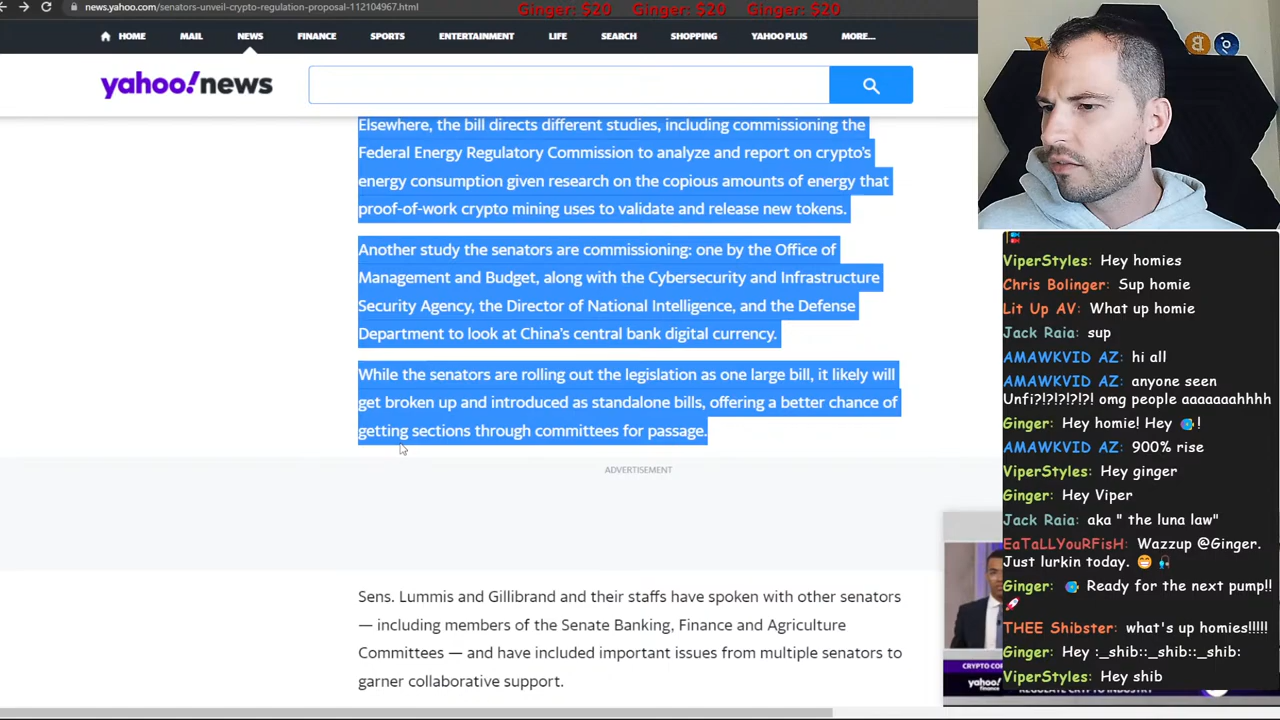 news.yahoo.com/senators-unveil-crypto-regulation-proposal-112104967.html
Ginger: $20 Ginger: $20 Ginger: $20
HOME MAIL NEWS FINANCE SPORTS ENTERTAINMENT LIFE SEARCH SHOPPING YAHOO PLUS MORE...
yahoo!news
Elsewhere, the bill directs different studies, including commissioning the
Federal Energy Regulatory Commission to analyze and report on crypto's
energy consumption given research on the copious amounts of energy that
proof-of-work crypto mining uses to validate and release new tokens.
Another study the senators are commissioning: one by the Office of
Management and Budget, along with the Cybersecurity and Infrastructure
Security Agency, the Director of National Intelligence, and the Defense
Department to look at China's central bank digital currency.
While the senators are rolling out the legislation as one large bill, it likely will
get broken up and introduced as standalone bills, offering a better chance of
getting sections through committees for passage.
ADVERTISEMENT
Sens. Lummis and Gillibrand and their staffs have spoken with other senators
— including members of the Senate Banking, Finance and Agriculture
Committees — and have included important issues from multiple senators to
garner collaborative support.
ViperStyles: Hey homies
Chris Bolinger: Sup homie
Lit Up AV: What up homie
Jack Raia: sup
AMAWKVID AZ: hi all
AMAWKVID AZ: anyone seen
Unfi?!?!?!?!?! omg people aaaaaaahhhh
Ginger: Hey homie! Hey !
AMAWKVID AZ: 900% rise
ViperStyles: Hey ginger
Ginger: Hey Viper
Jack Raia: aka " the luna law"
EaTaLLYouRFisH: Wazzup @Ginger.
Just lurkin today. 😁 🎣
Ginger: Ready for the next pump!!
🚀
THEE Shibster: what's up homies!!!!!
Ginger: Hey :_shib::_shib::_shib:
ViperStyles: Hey shib
yahoo!
finance